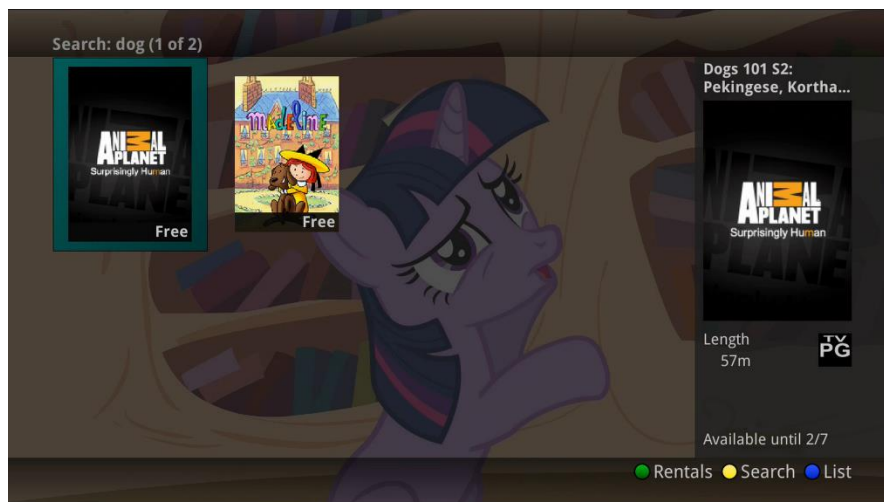 Search: dog (1 of 2)
ANIMAL
PLANET
Surprisingly Human
Free
madeline
Free
Dogs 101 S2:
Pekingese, Kortha...
ANIMAL
PLANET
Surprisingly Human
Length
57m
TV
PG
Available until 2/7
Rentals
Search
List